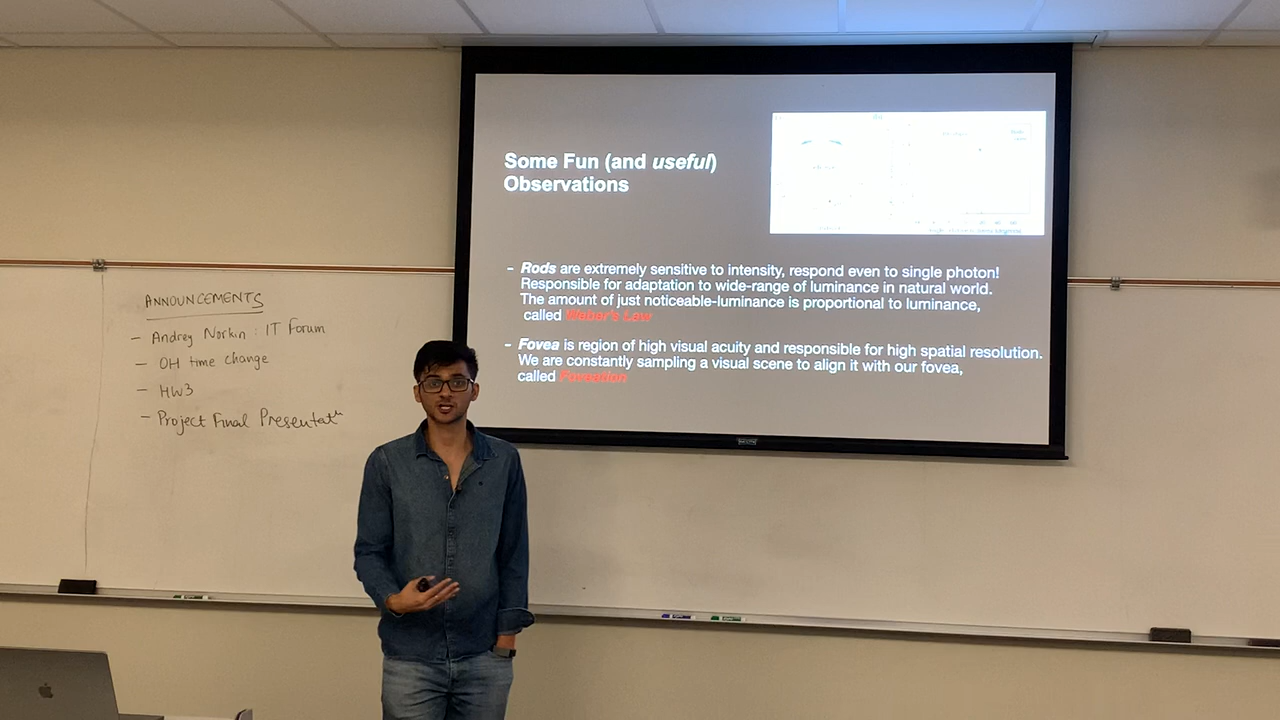 ANNOUNCEMENTS
- Andrey Norkin : IT Forum
- OH time change
- HW3
- Project Final Presentatn
Some Fun (and useful)
Observations
- Rods are extremely sensitive to intensity, respond even to single photon!
Responsible for adaptation to wide-range of luminance in natural world.
The amount of just noticeable-luminance is proportional to luminance,
called Weber's Law
- Fovea is region of high visual acuity and responsible for high spatial resolution.
We are constantly sampling a visual scene to align it with our fovea,
called Foveation